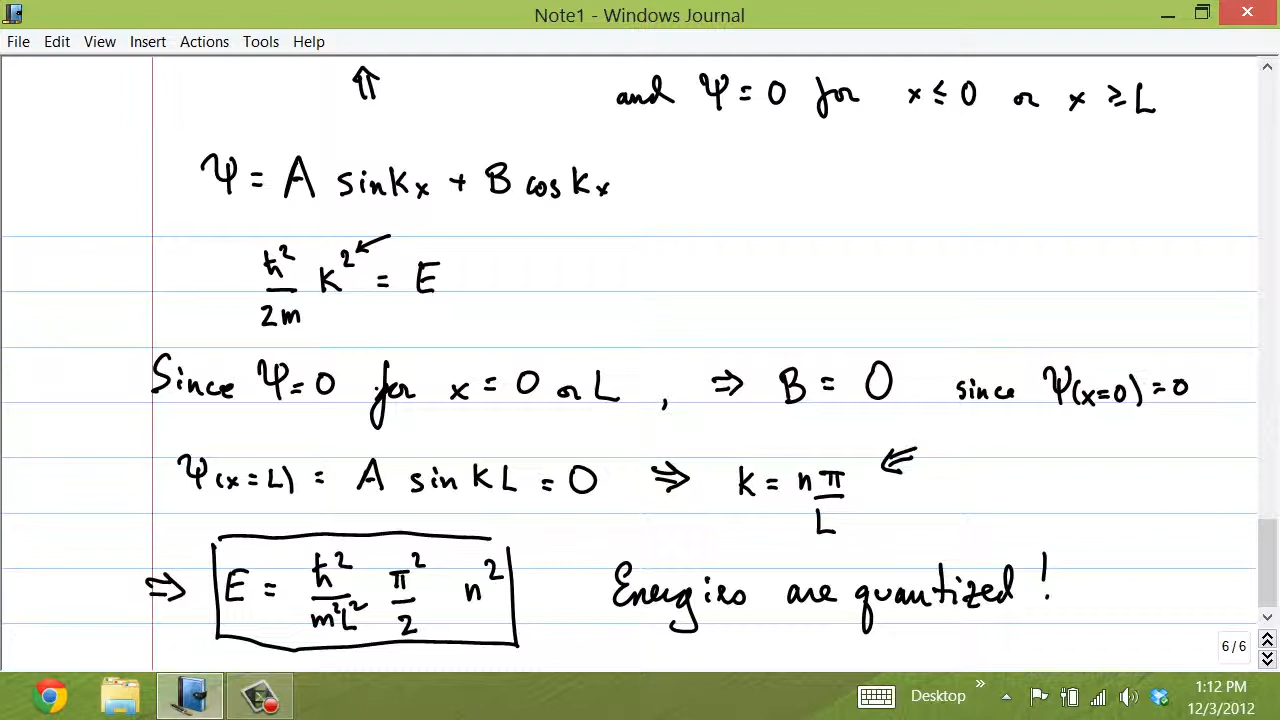 Note1 - Windows Journal
File Edit View Insert Actions Tools Help
⇑ and Ψ = 0 for x ≤ 0 or x ≥ L
Ψ = A sin kx + B cos kx
ħ²/2m k² = E
Since Ψ = 0 for x = 0 or L, ⇒ B = 0 since Ψ(x=0) = 0
Ψ(x=L) = A sin kL = 0 ⇒ k = nπ/L ⇐
⇒ E = ħ²/m²L² π²/2 n² Energies are quantized!
6 / 6
Desktop » 1:12 PM
12/3/2012